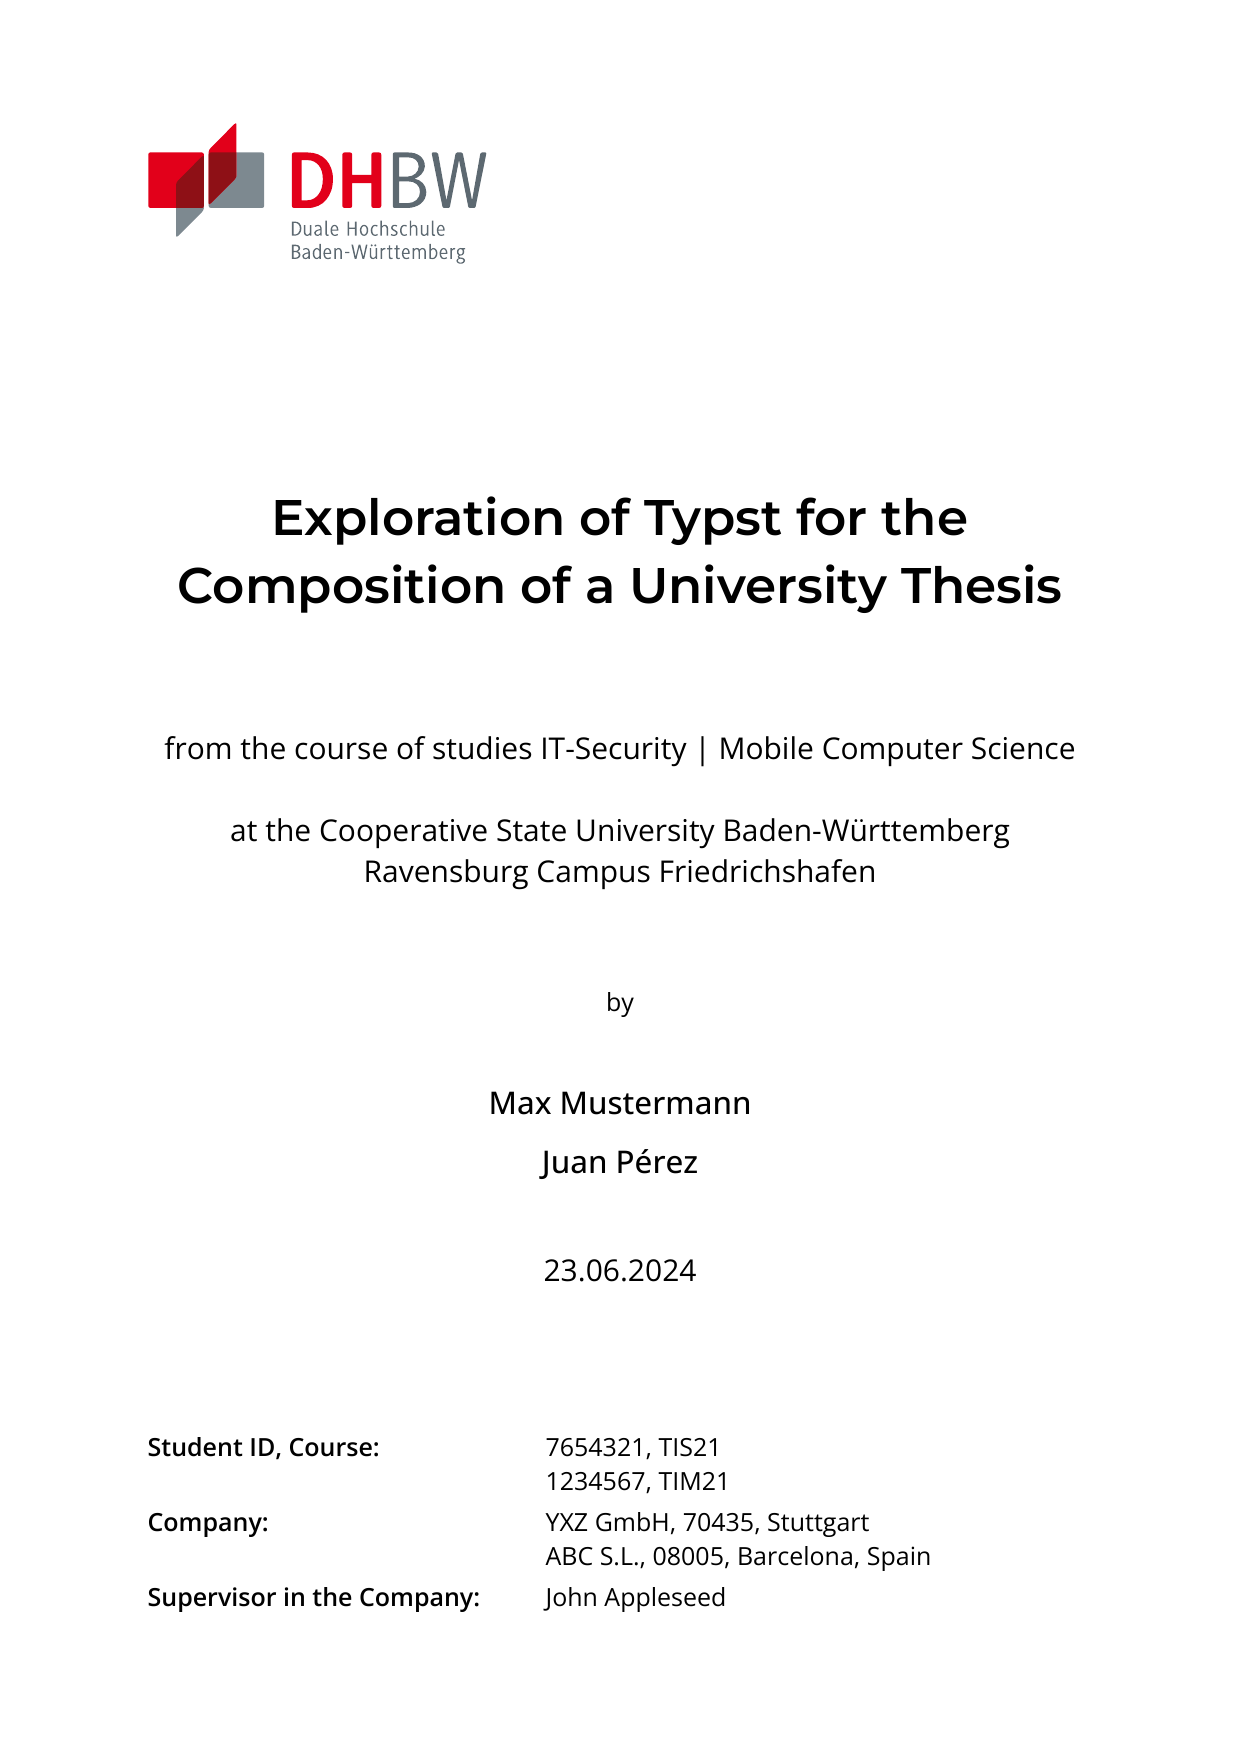 DHBW
Duale Hochschule
Baden-Württemberg
Exploration of Typst for the
Composition of a University Thesis
from the course of studies IT-Security | Mobile Computer Science
at the Cooperative State University Baden-Württemberg
Ravensburg Campus Friedrichshafen
by
Max Mustermann
Juan Pérez
23.06.2024
Student ID, Course: 7654321, TIS21
1234567, TIM21
Company: YXZ GmbH, 70435, Stuttgart
ABC S.L., 08005, Barcelona, Spain
Supervisor in the Company: John Appleseed